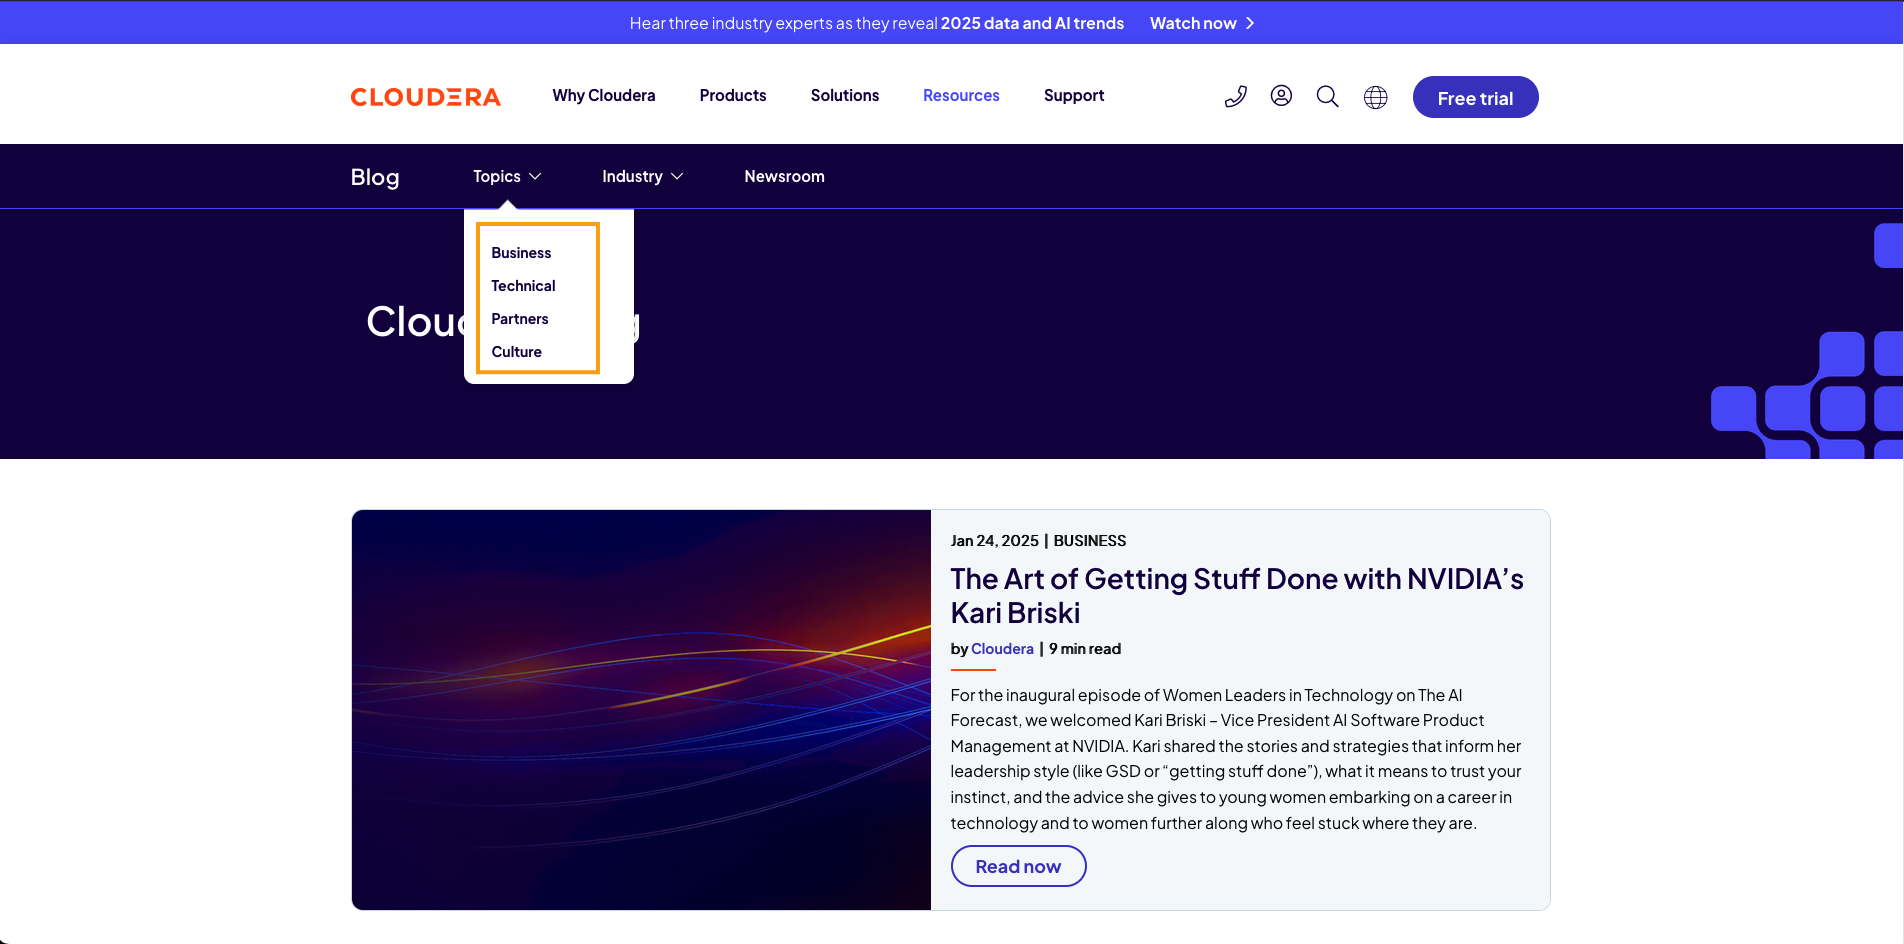 Hear three industry experts as they reveal 2025 data and AI trends Watch now
CLOUDERA
Why Cloudera Products Solutions Resources Support
Free trial
Blog Topics Industry Newsroom
Business
Technical
Partners
Culture
Jan 24, 2025 | BUSINESS
The Art of Getting Stuff Done with NVIDIA’s
Kari Briski
by Cloudera | 9 min read
For the inaugural episode of Women Leaders in Technology on The AI
Forecast, we welcomed Kari Briski – Vice President AI Software Product
Management at NVIDIA. Kari shared the stories and strategies that inform her
leadership style (like GSD or “getting stuff done”), what it means to trust your
instinct, and the advice she gives to young women embarking on a career in
technology and to women further along who feel stuck where they are.
Read now